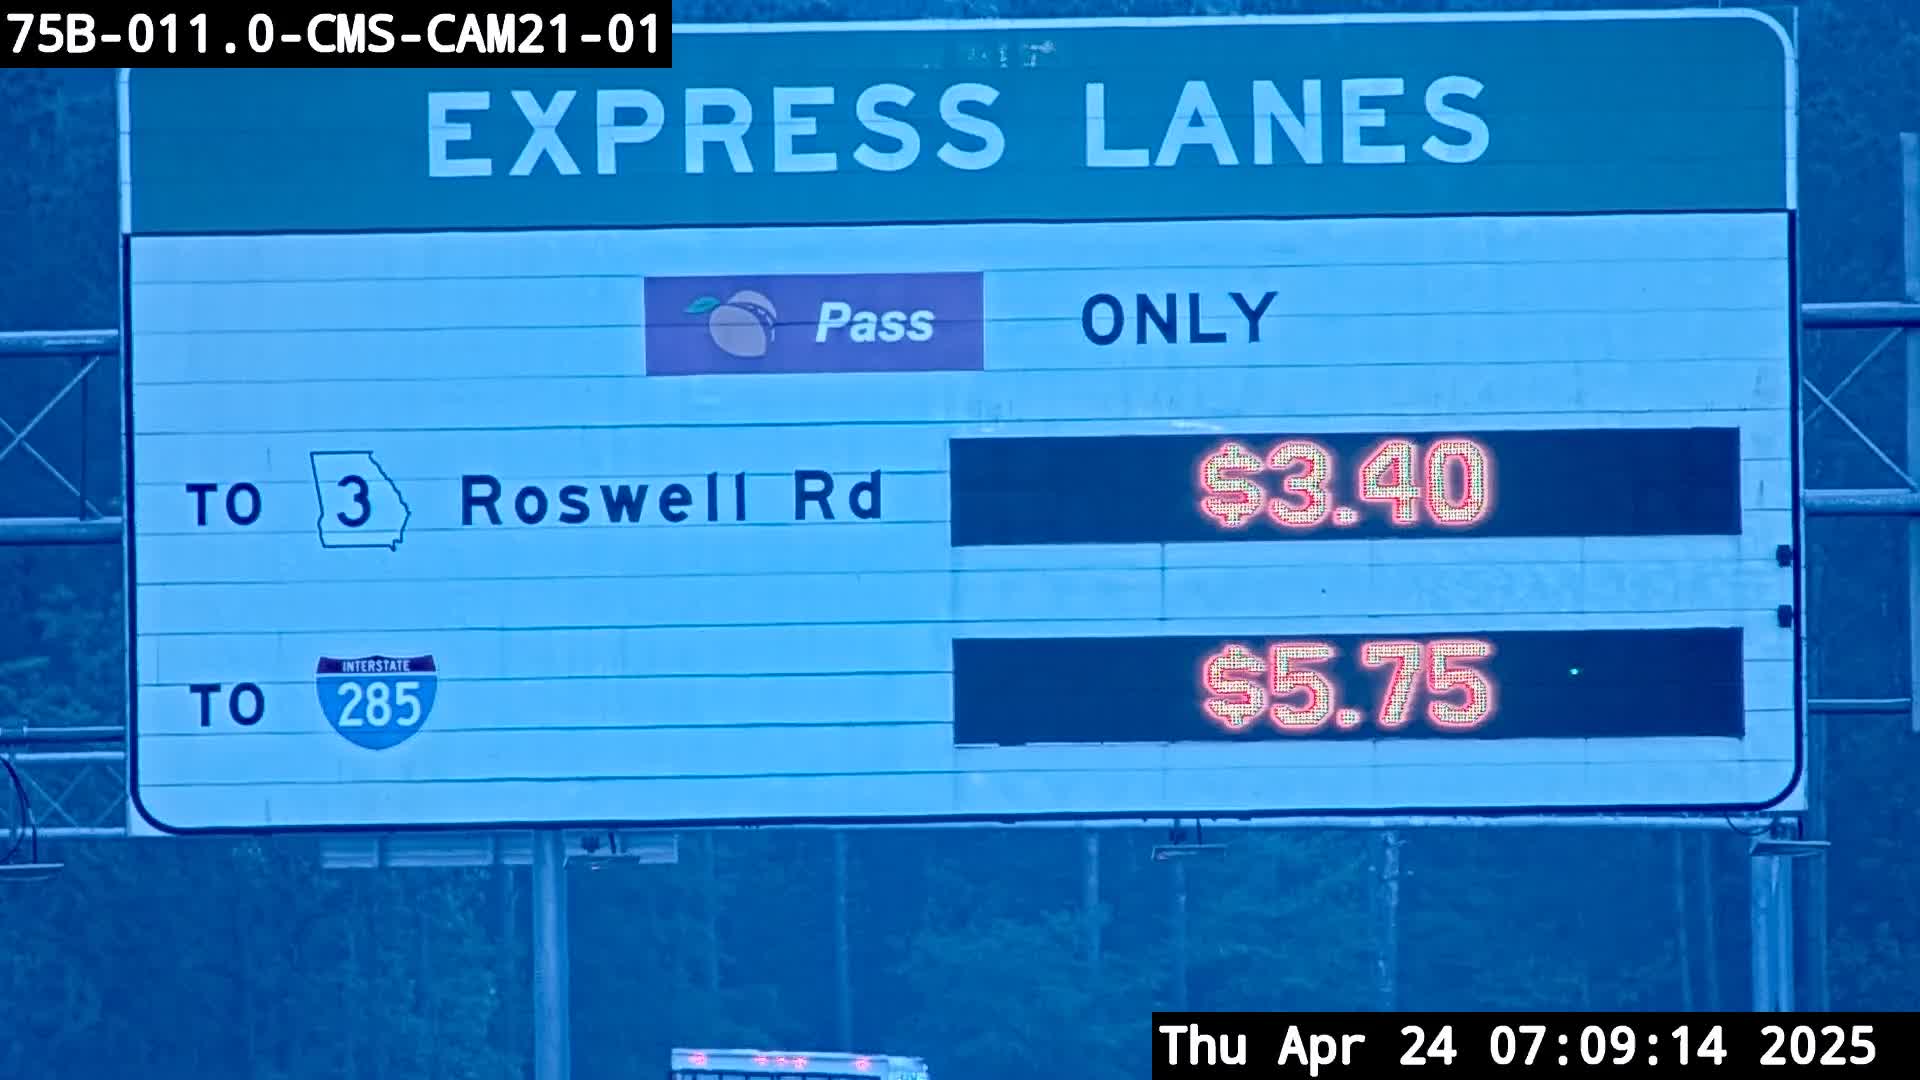 75B-011.0-CMS-CAM21-01
EXPRESS LANES
Pass ONLY
TO 3 Roswell Rd $3.40
TO INTERSTATE 285 $5.75
Thu Apr 24 07:09:14 2025